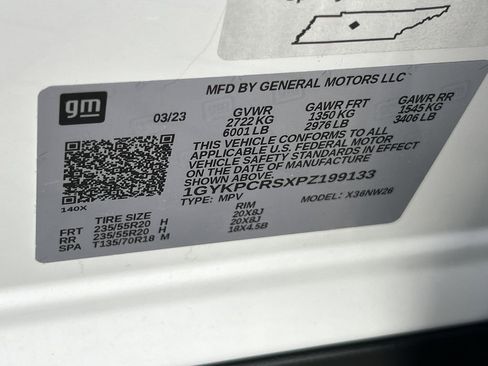 gm
MFD BY GENERAL MOTORS LLC
03/23
GVWR GAWR FRT GAWR RR
2722 KG 1350 KG 1545 KG
6001 LB 2976 LB 3406 LB
THIS VEHICLE CONFORMS TO ALL
APPLICABLE U.S. FEDERAL MOTOR
VEHICLE SAFETY STANDARDS IN EFFECT
ON THE DATE OF MANUFACTURE
1GYKPCRSXPZ199133
TYPE: MPV MODEL: X36NW26
140X
TIRE SIZE RIM
FRT 235/55R20 H 20X8J
RR 235/55R20 H 20X8J
SPA T135/70R18 M 18X4.5B